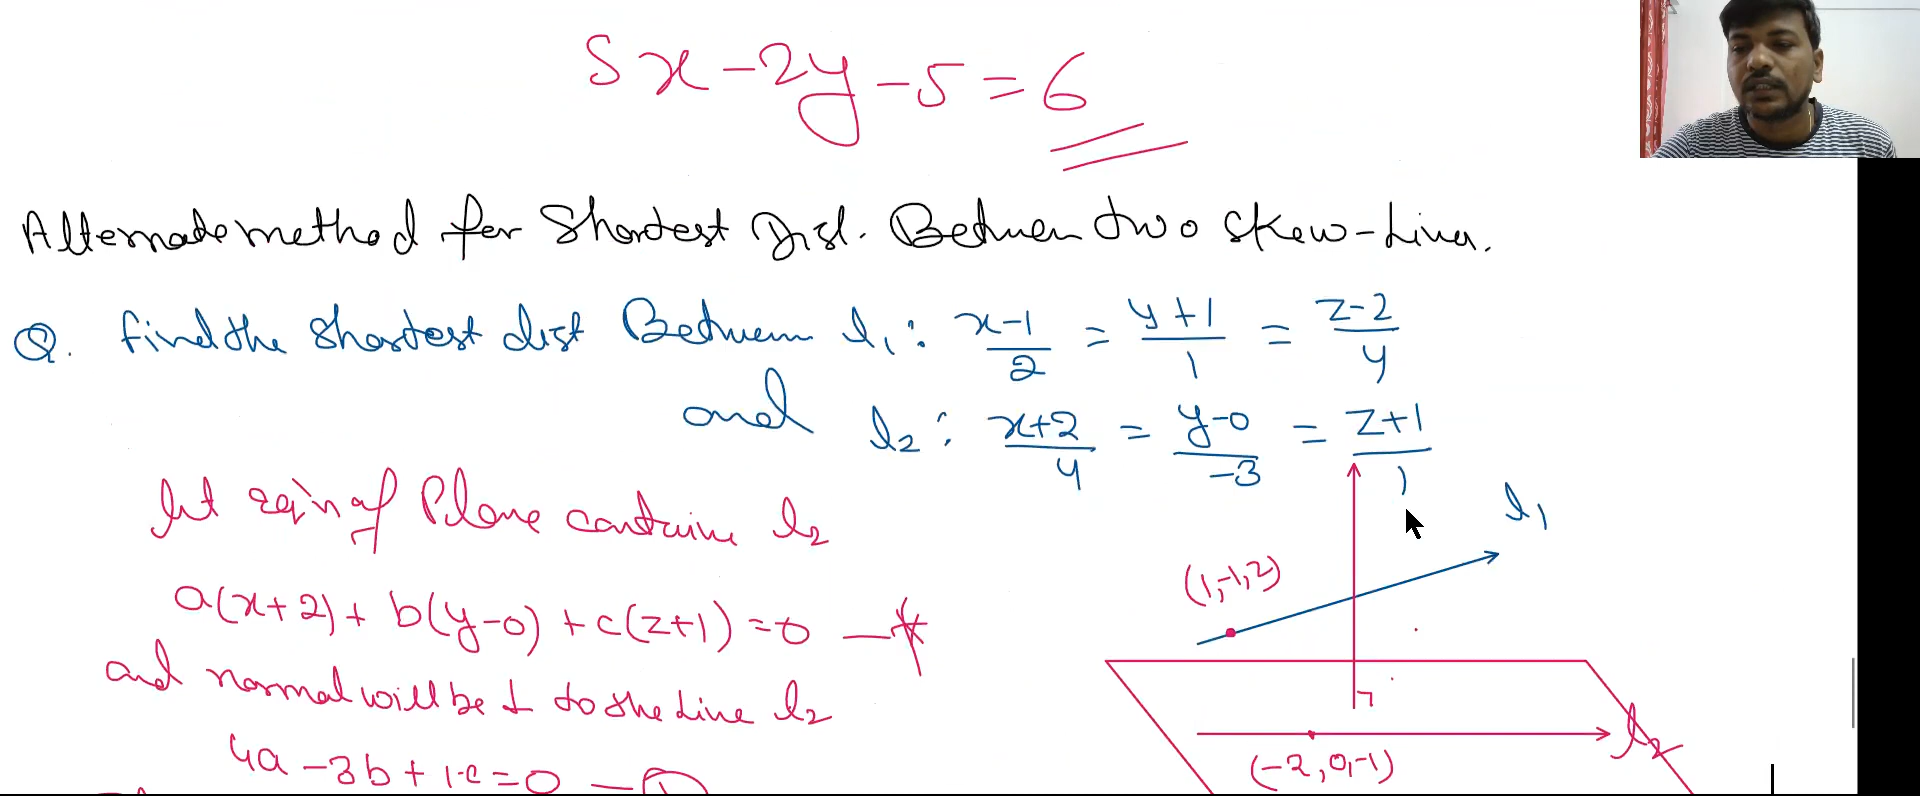 5x-2y-5=6
Alternate method for Shortest Dist. Between two Skew-Lines.
Q. find the shortest dist Between l₁: (x-1)/2 = (y+1)/1 = (z-2)/4
and l₂: (x+2)/4 = (y-0)/-3 = (z+1)/1
let eq'n of Plane contain l₂
a(x+2)+b(y-0)+c(z+1)=0 —*
and normal will be ⊥ to the line l₂
4a-3b+1·c=0 —①
l₁
(1,-1,2)
l₂
(-2,0,-1)